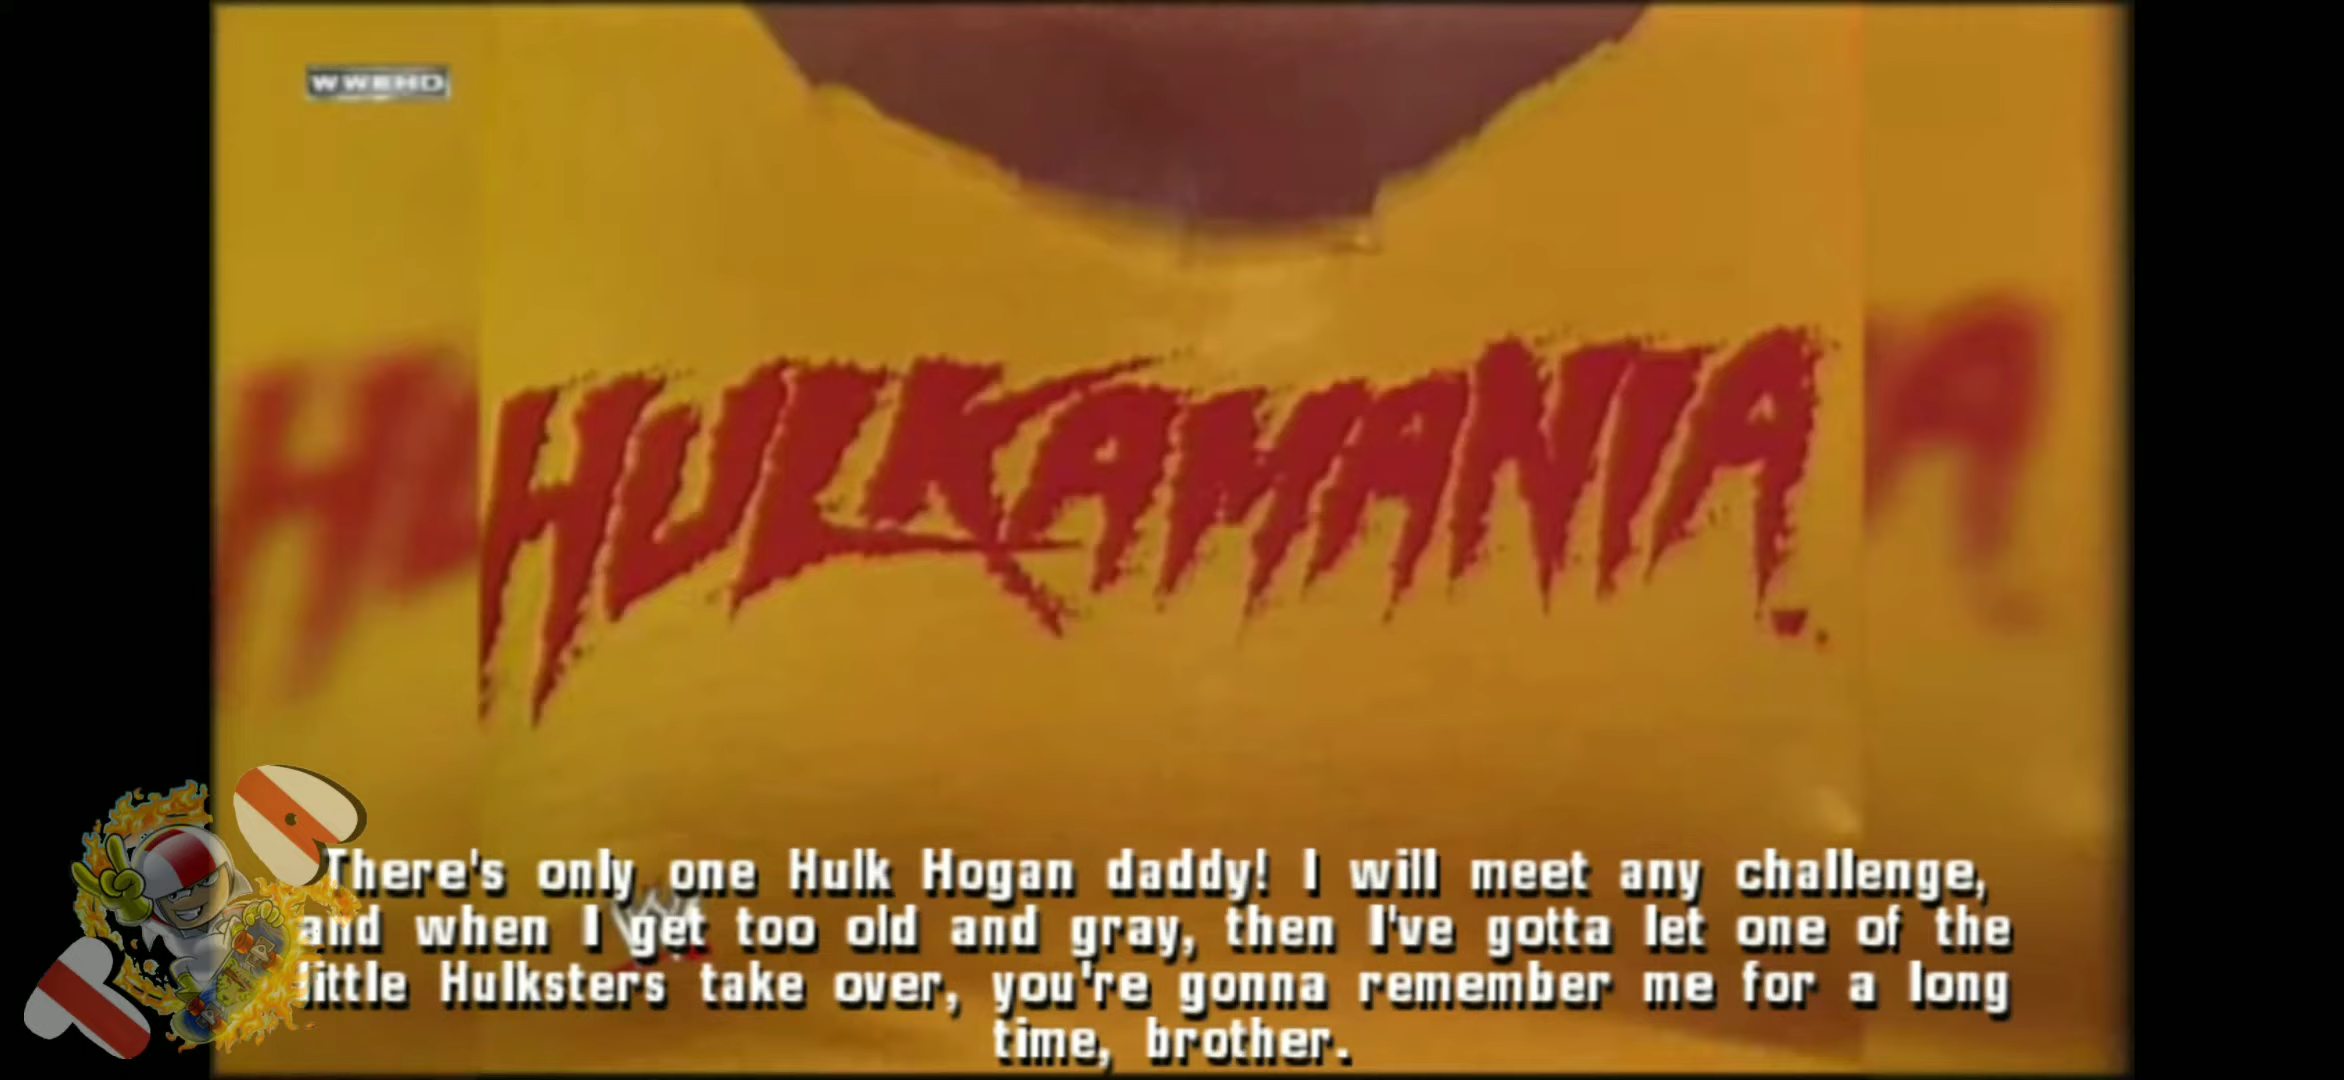 WWEHD
HULKAMANIA
There's only one Hulk Hogan daddy! I will meet any challenge,
and when I get too old and gray, then I've gotta let one of the
little Hulksters take over, you're gonna remember me for a long
time, brother.